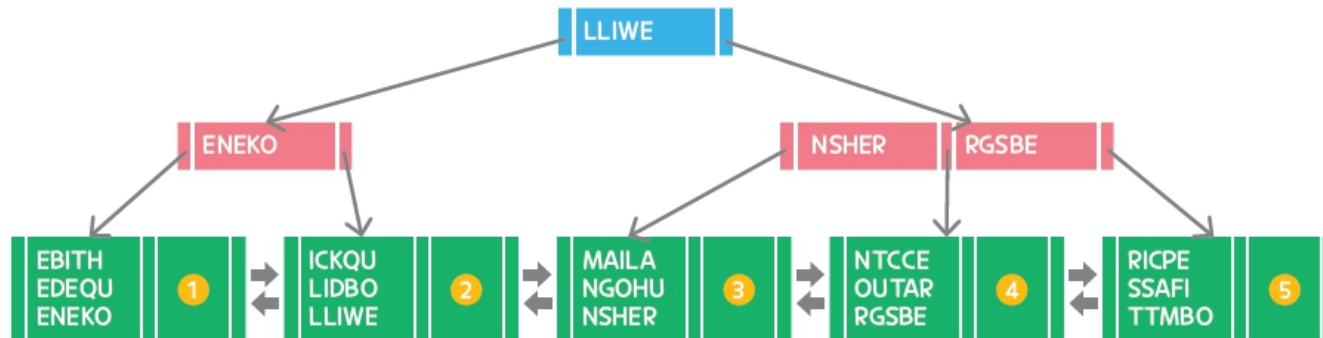 LLIWE
ENEKO
NSHER
RGSBE
EBITH
EDEQU
ENEKO
1
ICKQU
LIDBO
LLIWE
2
MAILA
NGOHU
NSHER
3
NTCCE
OUTAR
RGSBE
4
RICPE
SSAFI
TTMBO
5